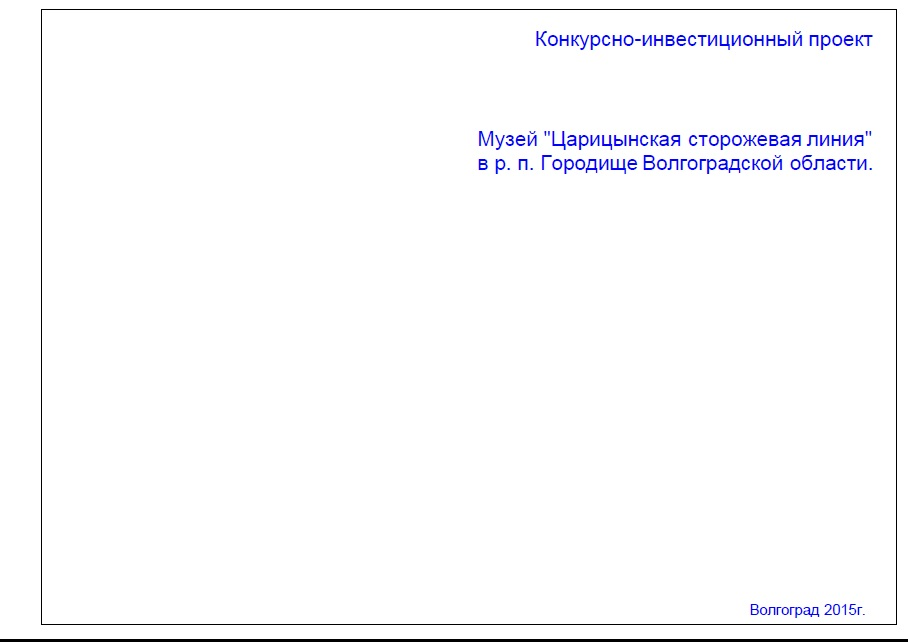 Конкурсно-инвестиционный проект
Музей "Царицынская сторожевая линия"
в р. п. Городище Волгоградской области.
Волгоград 2015г.